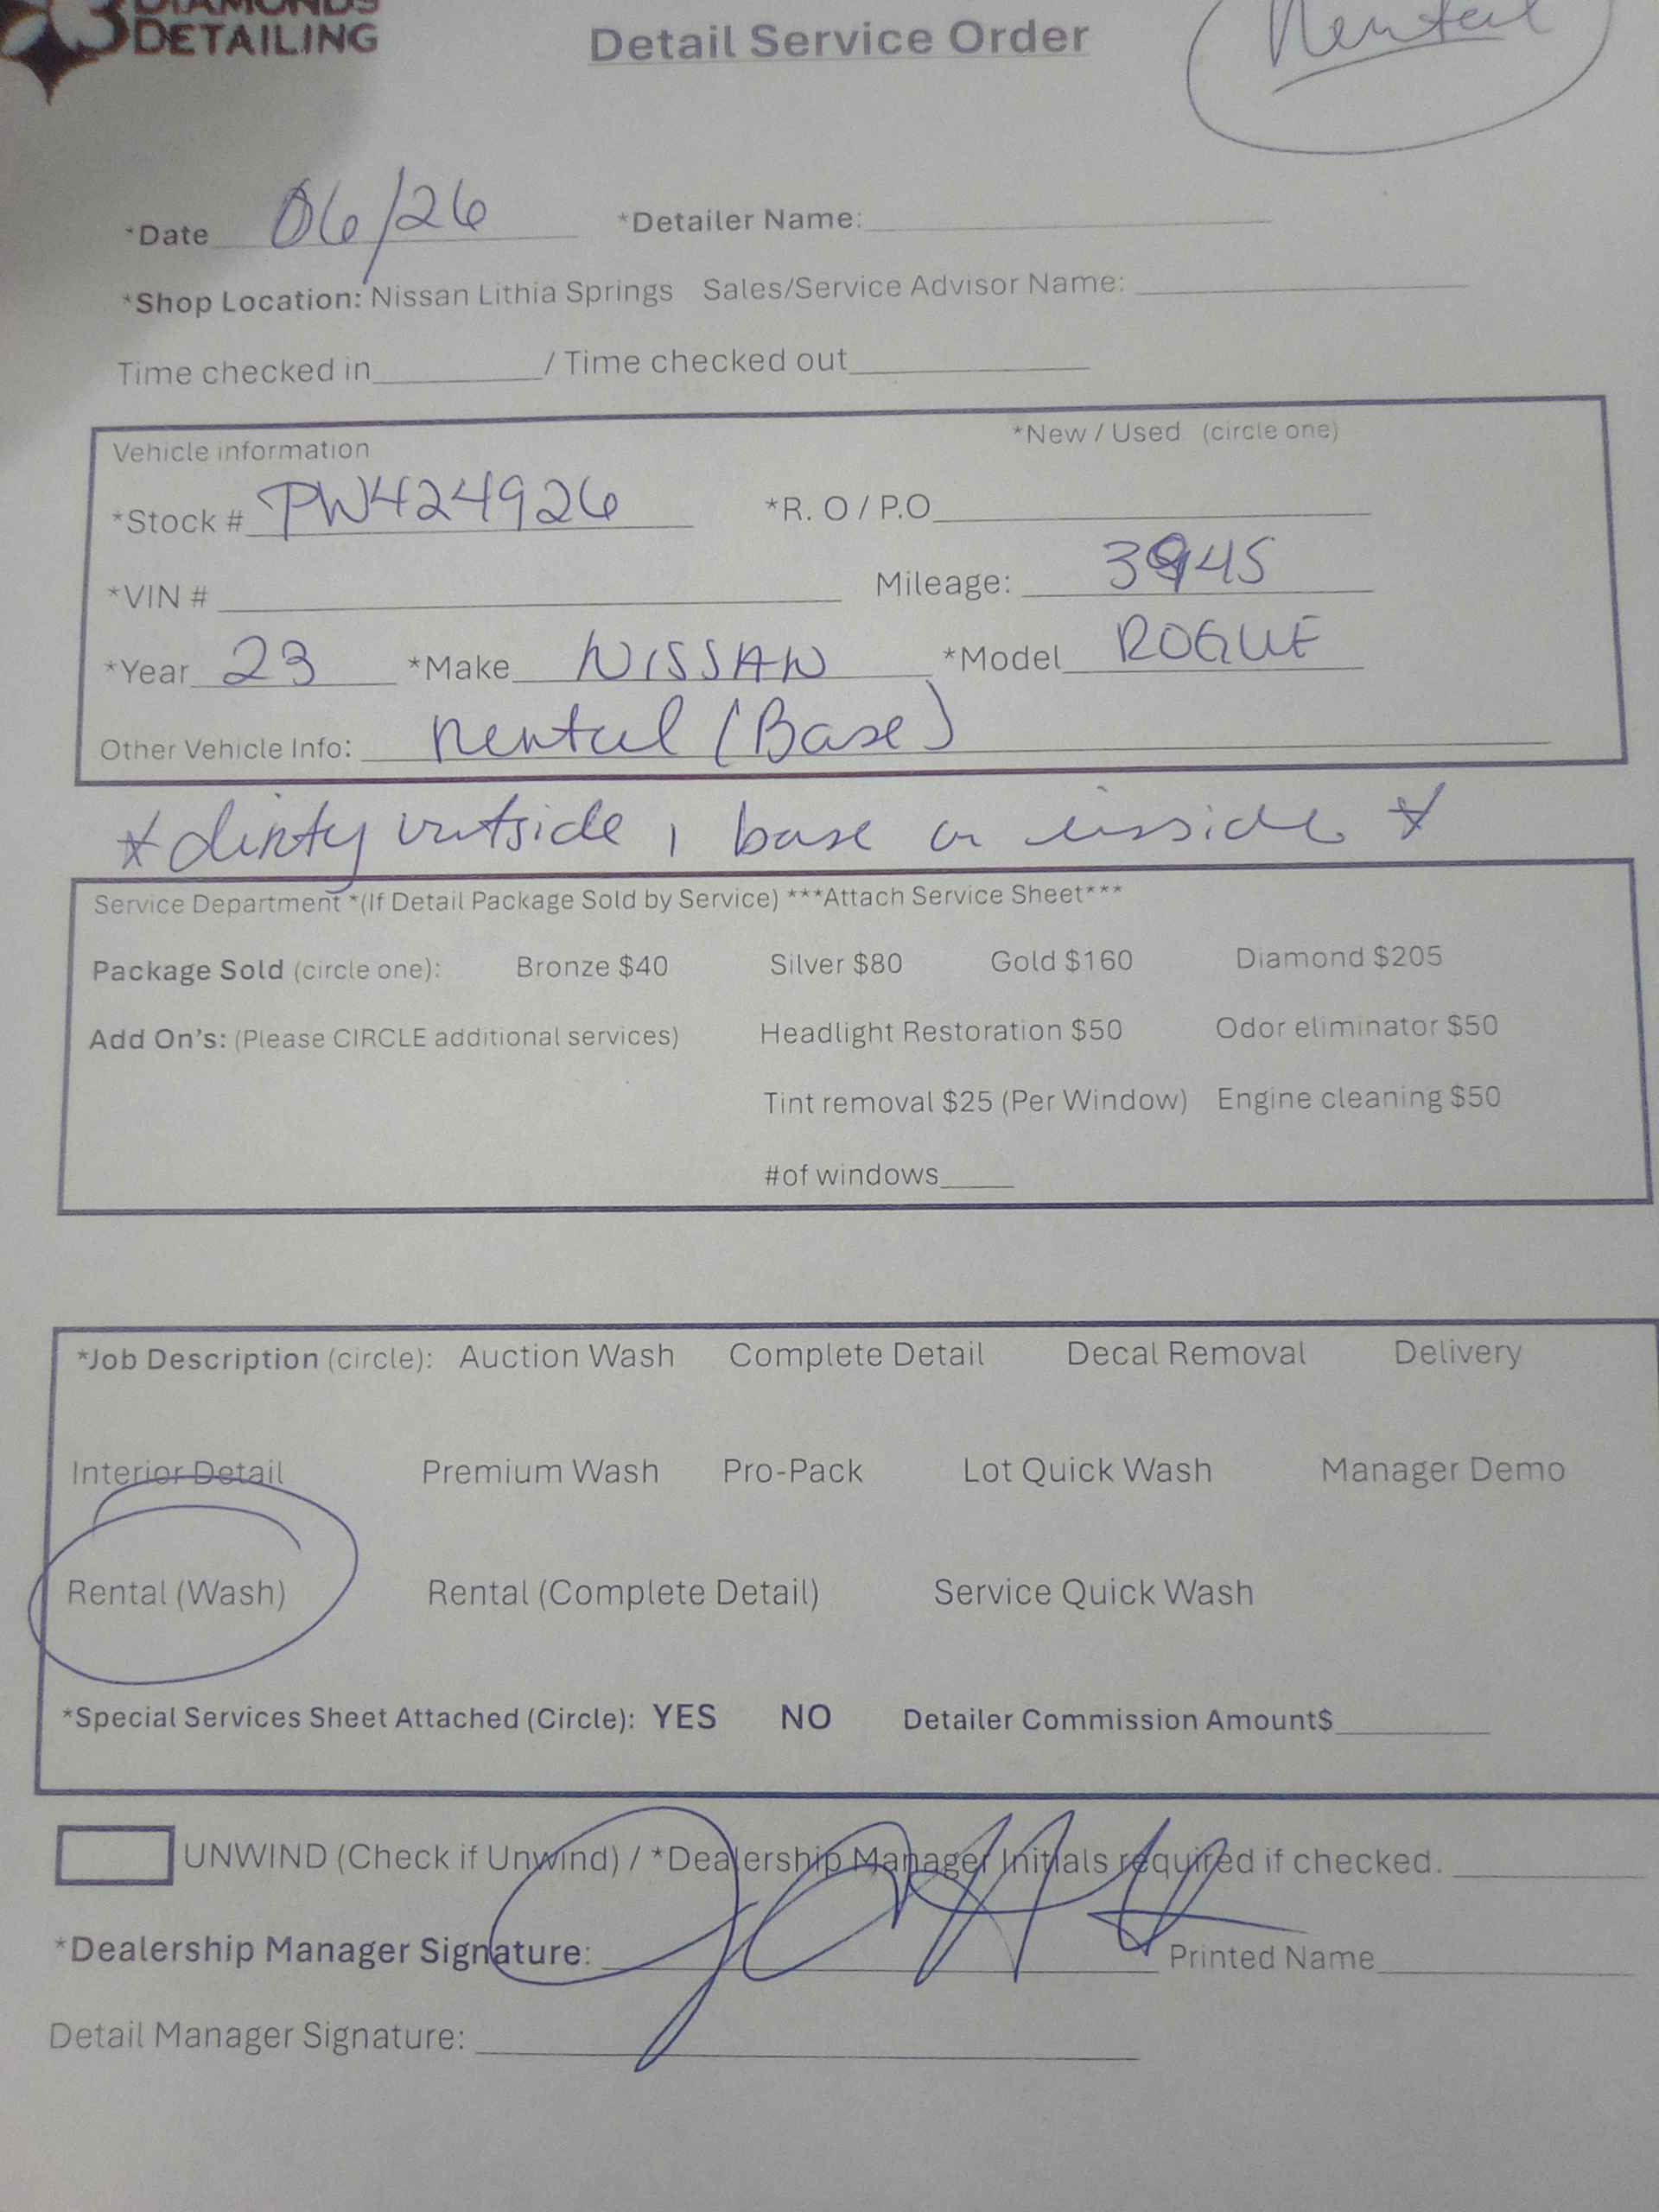 3 DIAMONDS
DETAILING
Detail Service Order
Rental
*Date 06/26 *Detailer Name:
*Shop Location: Nissan Lithia Springs Sales/Service Advisor Name:
Time checked in / Time checked out
Vehicle information *New / Used (circle one)
*Stock # PW424926 *R. O / P.O
*VIN # Mileage: 3945
*Year 23 *Make NISSAN *Model ROGUE
Other Vehicle Info: Rental (Base)
* dirty outside, base on inside *
Service Department *(If Detail Package Sold by Service) ***Attach Service Sheet***
Package Sold (circle one): Bronze $40 Silver $80 Gold $160 Diamond $205
Add On's: (Please CIRCLE additional services) Headlight Restoration $50 Odor eliminator $50
Tint removal $25 (Per Window) Engine cleaning $50
#of windows
*Job Description (circle): Auction Wash Complete Detail Decal Removal Delivery
Interior Detail Premium Wash Pro-Pack Lot Quick Wash Manager Demo
Rental (Wash) Rental (Complete Detail) Service Quick Wash
*Special Services Sheet Attached (Circle): YES NO Detailer Commission Amount$
UNWIND (Check if Unwind) / *Dealership Manager Initials required if checked.
*Dealership Manager Signature: Printed Name
Detail Manager Signature: